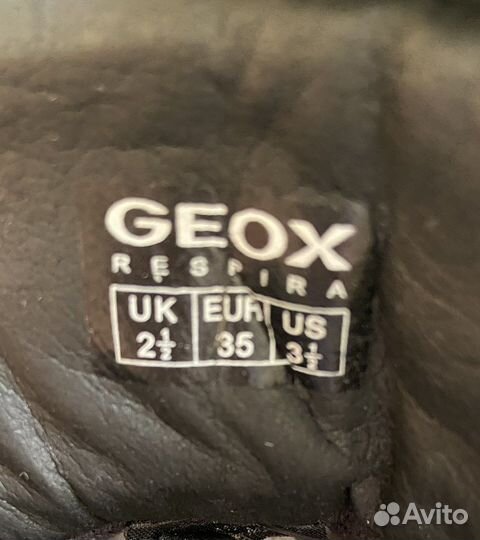 GEOX
RESPIRA
UK EUR US
2½ 35 3½
Avito